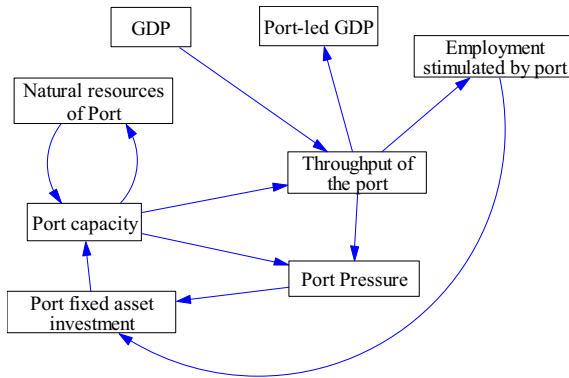 GDP
Port-led GDP
Employment
stimulated by port
Natural resources
of Port
Throughput of
the port
Port capacity
Port Pressure
Port fixed asset
investment